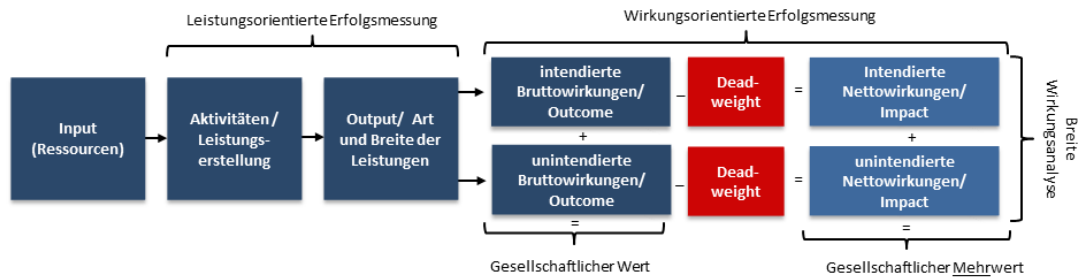 Leistungsorientierte Erfolgsmessung
Wirkungsorientierte Erfolgsmessung
Input
(Ressourcen)
Aktivitäten /
Leistungs-
erstellung
Output/ Art
und Breite der
Leistungen
intendierte
Bruttowirkungen/
Outcome
–
Dead-
weight
=
Intendierte
Nettowirkungen/
Impact
+
+
unintendierte
Bruttowirkungen/
Outcome
–
Dead-
weight
=
unintendierte
Nettowirkungen/
Impact
=
=
Gesellschaftlicher Wert
Gesellschaftlicher Mehrwert
Breite
Wirkungsanalyse